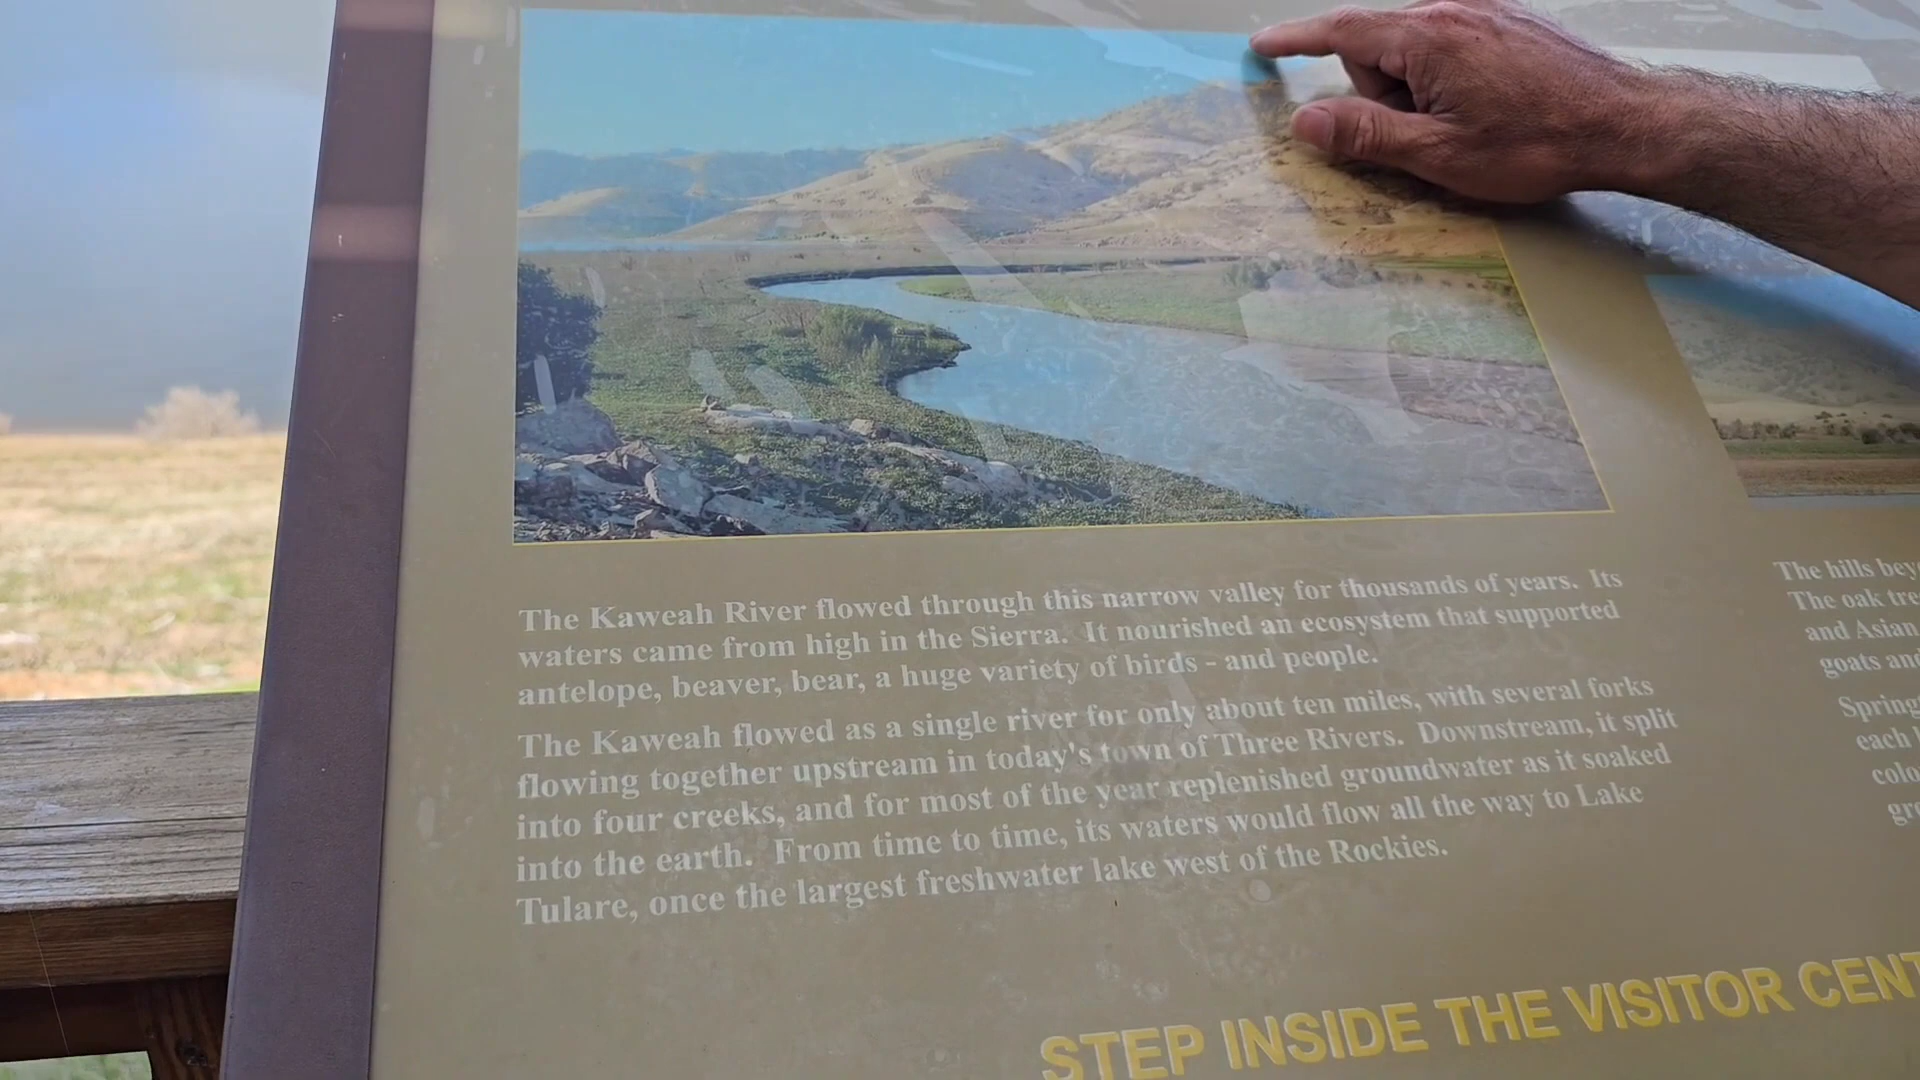 The Kaweah River flowed through this narrow valley for thousands of years. Its
waters came from high in the Sierra. It nourished an ecosystem that supported
antelope, beaver, bear, a huge variety of birds - and people.
The Kaweah flowed as a single river for only about ten miles, with several forks
flowing together upstream in today's town of Three Rivers. Downstream, it split
into four creeks, and for most of the year replenished groundwater as it soaked
into the earth. From time to time, its waters would flow all the way to Lake
Tulare, once the largest freshwater lake west of the Rockies.
The hills
The oak
and Asian
goats and
Spring
each
STEP INSIDE THE VISITOR CENT